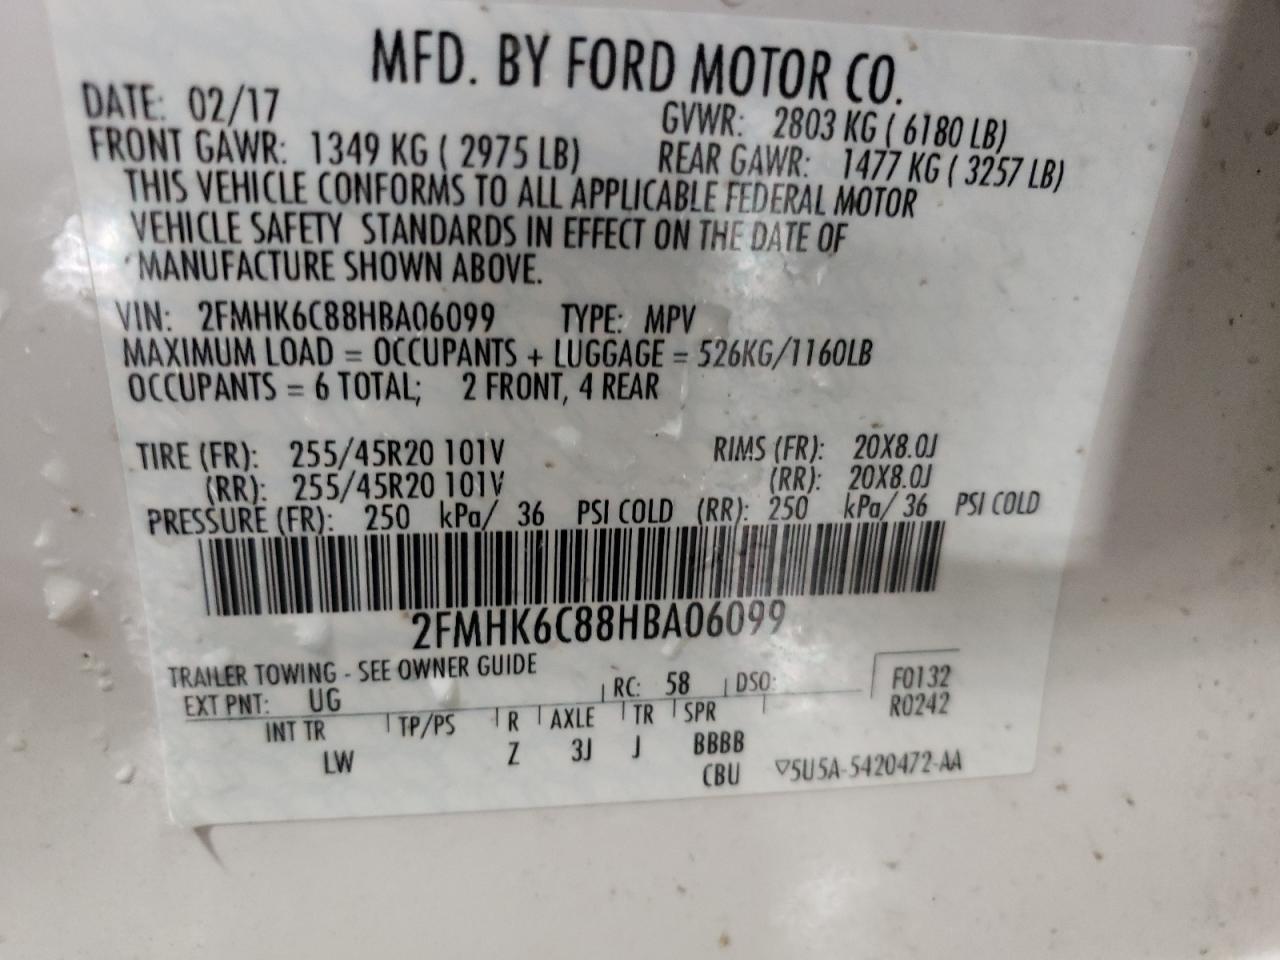 MFD. BY FORD MOTOR CO.
DATE: 02/17 GVWR: 2803 KG ( 6180 LB)
FRONT GAWR: 1349 KG ( 2975 LB) REAR GAWR: 1477 KG ( 3257 LB)
THIS VEHICLE CONFORMS TO ALL APPLICABLE FEDERAL MOTOR
VEHICLE SAFETY STANDARDS IN EFFECT ON THE DATE OF
MANUFACTURE SHOWN ABOVE.
VIN: 2FMHK6C88HBA06099 TYPE: MPV
MAXIMUM LOAD = OCCUPANTS + LUGGAGE = 526KG/1160LB
OCCUPANTS = 6 TOTAL; 2 FRONT, 4 REAR
TIRE (FR): 255/45R20 101V RIMS (FR): 20X8.0J
(RR): 255/45R20 101V (RR): 20X8.0J
PRESSURE (FR): 250 kPa/ 36 PSI COLD (RR): 250 kPa/ 36 PSI COLD
2FMHK6C88HBA06099
TRAILER TOWING - SEE OWNER GUIDE
EXT PNT: UG RC: 58 DSO: F0132
R0242
INT TR TP/PS R AXLE TR SPR
LW Z 3J J BBBB
CBU ▽5U5A-5420472-AA